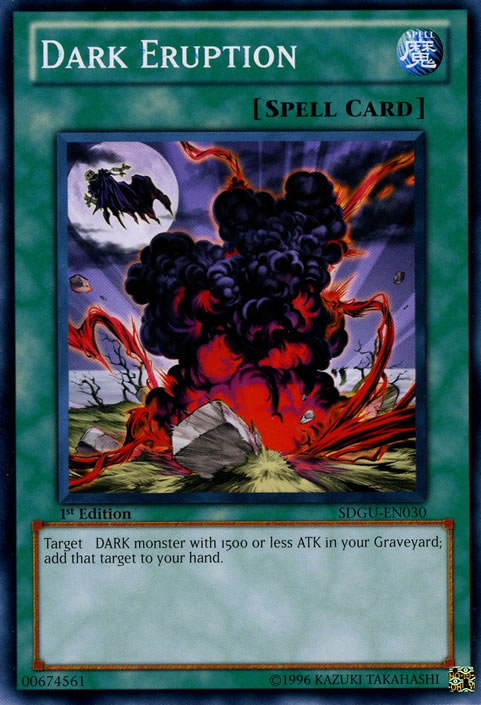 DARK ERUPTION
SPELL
魔
[SPELL CARD]
1st Edition
SDGU-EN030
Target DARK monster with 1500 or less ATK in your Graveyard;
add that target to your hand.
00674561
©1996 KAZUKI TAKAHASHI